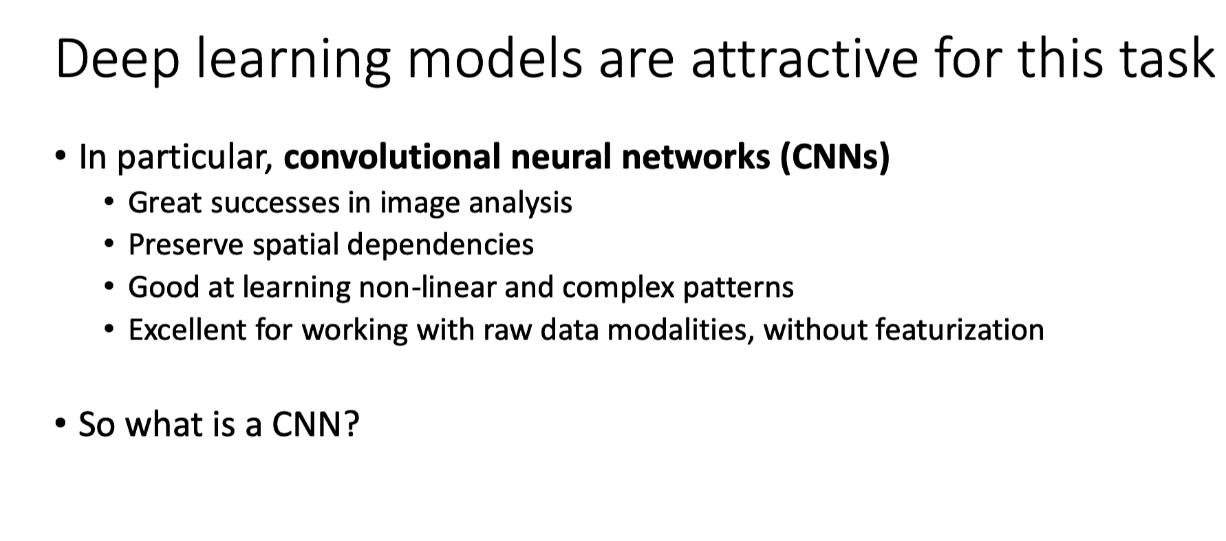 Deep learning models are attractive for this task
• In particular, convolutional neural networks (CNNs)
• Great successes in image analysis
• Preserve spatial dependencies
• Good at learning non-linear and complex patterns
• Excellent for working with raw data modalities, without featurization
• So what is a CNN?